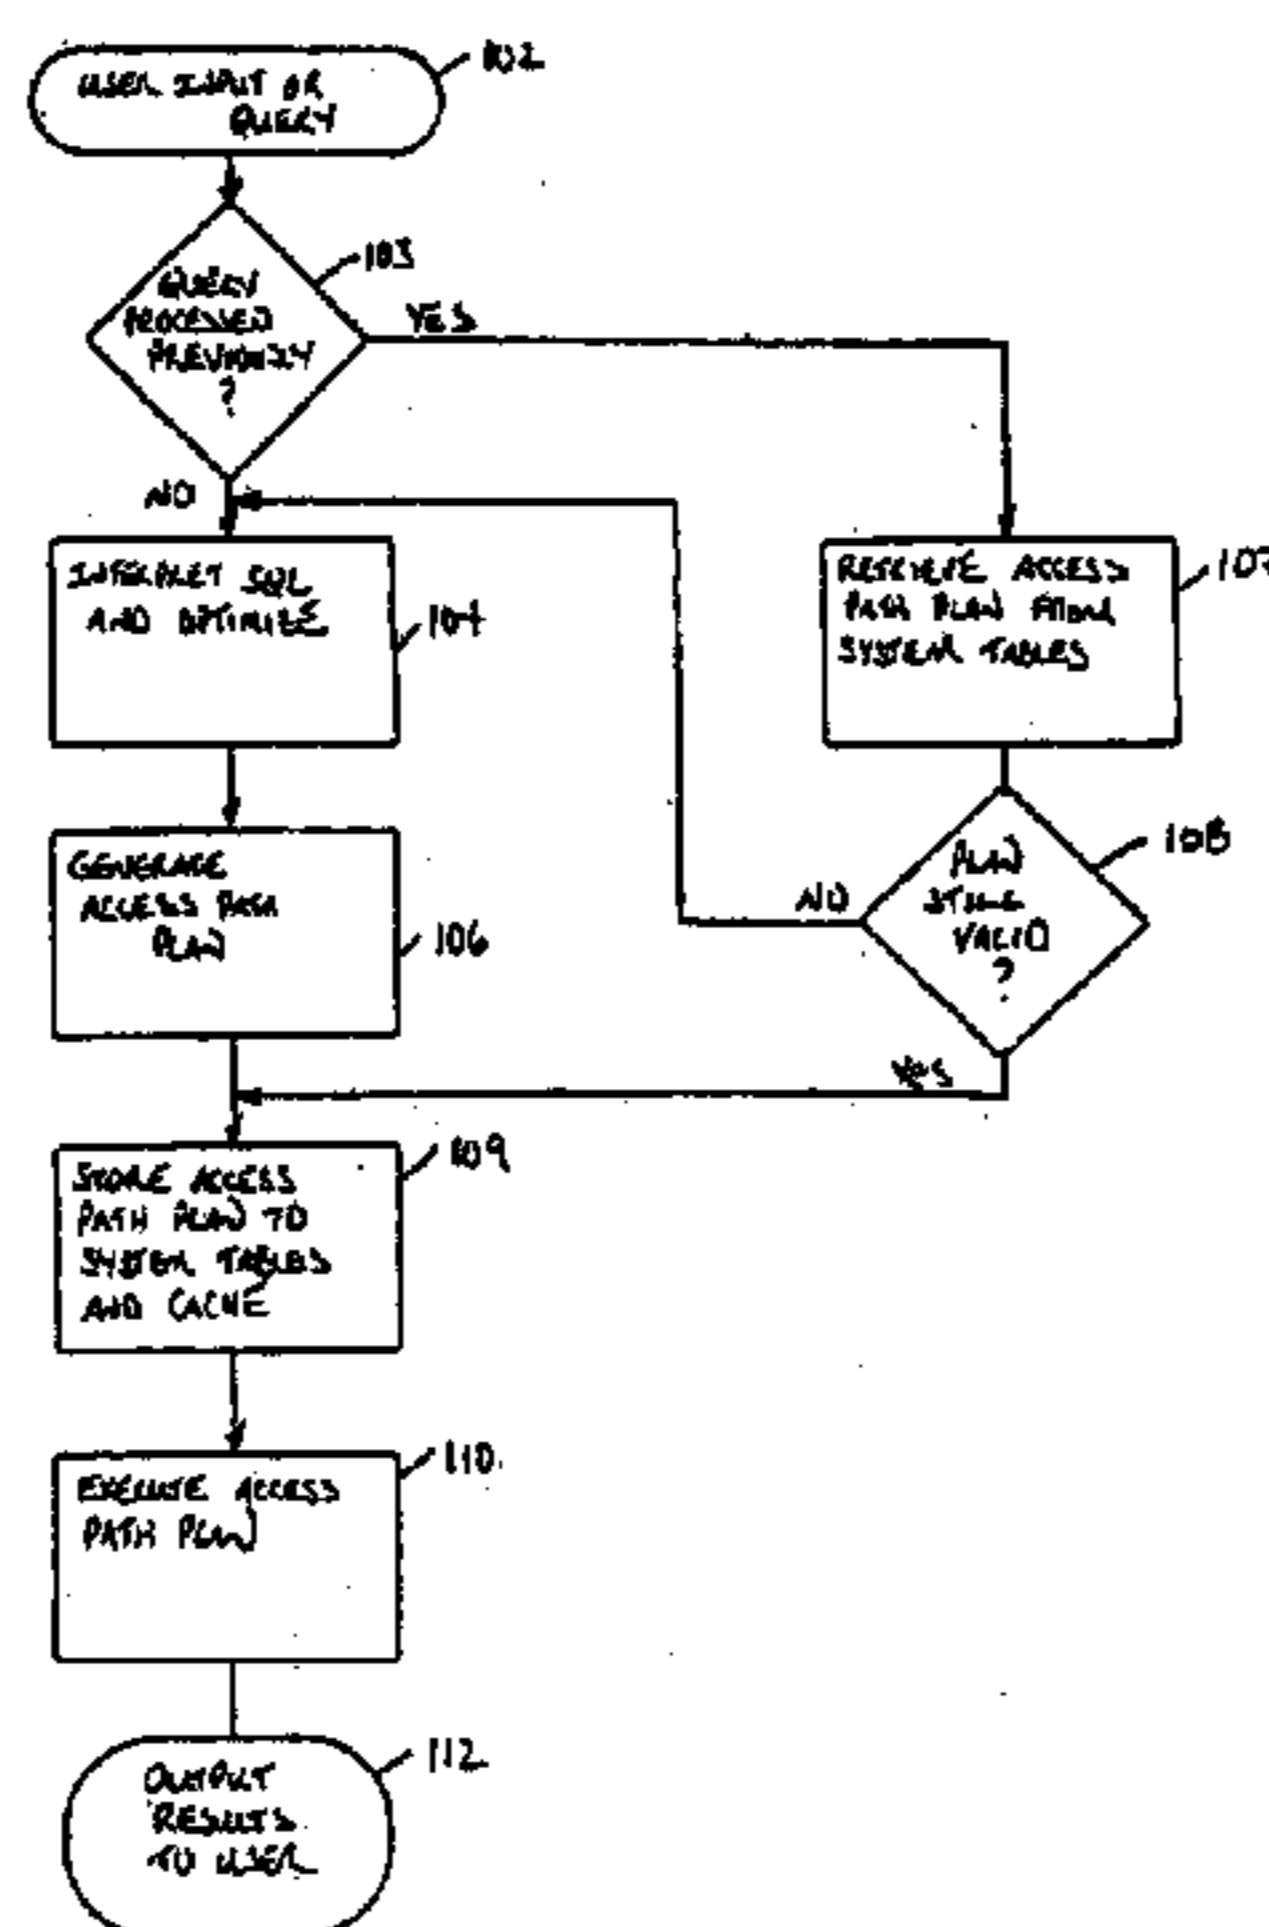 102
USER INPUT OR
QUERY
103
QUERY
PROCESSED
PREVIOUSLY
?
YES
NO
INTERPRET SQL
AND OPTIMIZE
104
RETRIEVE ACCESS
PATH PLAN FROM
SYSTEM TABLES
107
GENERATE
ACCESS PATH
PLAN
106
PLAN
STILL
VALID
?
108
NO
YES
STORE ACCESS
PATH PLAN TO
SYSTEM TABLES
AND CACHE
109
EXECUTE ACCESS
PATH PLAN
110
OUTPUT
RESULTS
TO USER
112